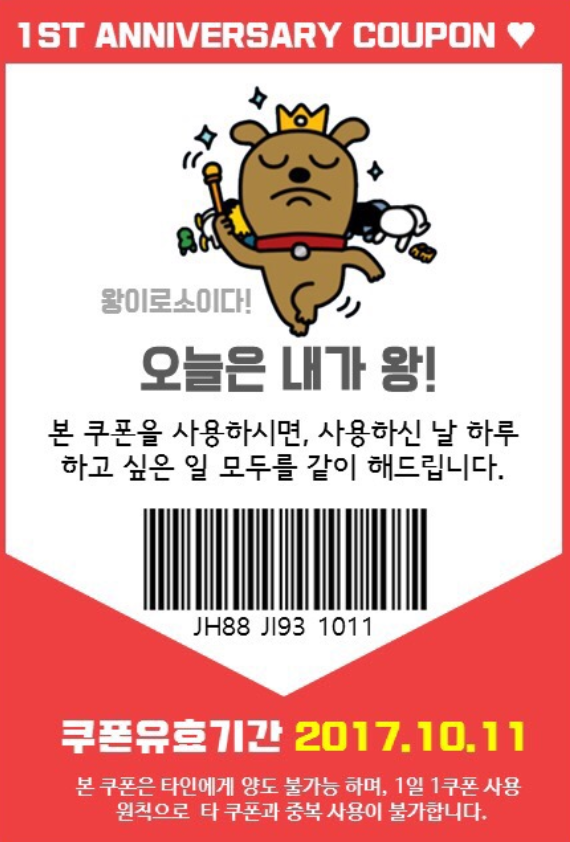 1ST ANNIVERSARY COUPON ♥
왕이로소이다!
오늘은 내가 왕!
본 쿠폰을 사용하시면, 사용하신 날 하루
하고 싶은 일 모두를 같이 해드립니다.
JH88 JI93 1011
쿠폰유효기간 2017.10.11
본 쿠폰은 타인에게 양도 불가능 하며, 1일 1쿠폰 사용
원칙으로 타 쿠폰과 중복 사용이 불가합니다.